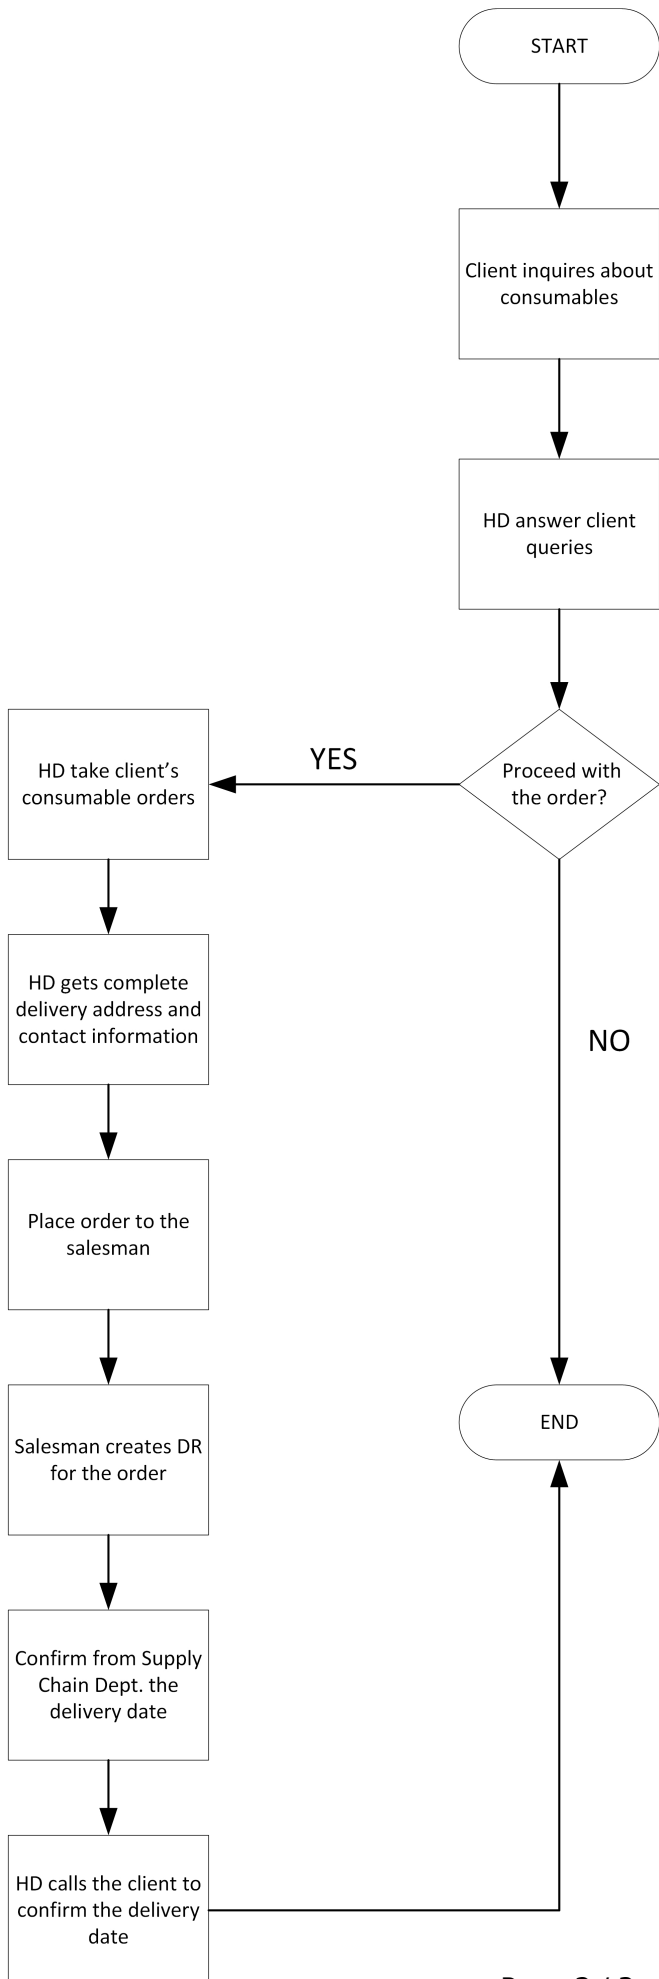 START
Client inquires about
consumables
HD answer client
queries
Proceed with
the order?
YES
HD take client's
consumable orders
HD gets complete
delivery address and
contact information
NO
Place order to the
salesman
Salesman creates DR
for the order
END
Confirm from Supply
Chain Dept. the
delivery date
HD calls the client to
confirm the delivery
date